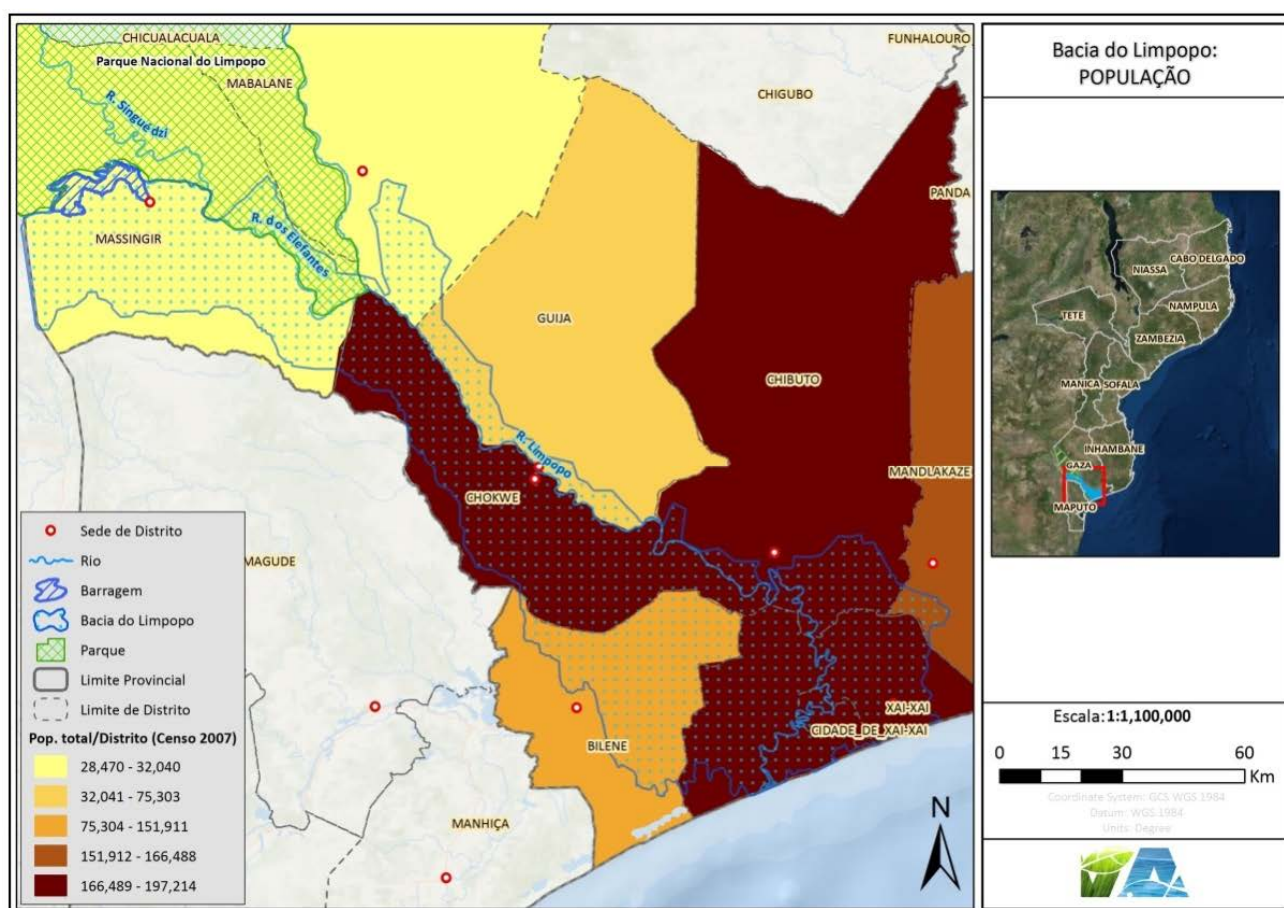 CHICUALACUALA
Parque Nacional do Limpopo
MABALANE
R. Singuédzi
FUNHALOURO
CHIGUBO
PANDA
MASSINGIR
R. dos Elefantes
GUIJA
CHIBUTO
R. Limpopo
MANDLAKAZE
CHOKWE
MAGUDE
XAI-XAI
CIDADE_DE_XAI-XAI
BILENE
MANHIÇA
Sede de Distrito
Rio
Barragem
Bacia do Limpopo
Parque
Limite Provincial
Limite de Distrito
Pop. total/Distrito (Censo 2007)
28,470 - 32,040
32,041 - 75,303
75,304 - 151,911
151,912 - 166,488
166,489 - 197,214
N
Bacia do Limpopo:
POPULAÇÃO
NIASSA
CABO DELGADO
NAMPULA
TETE
ZAMBEZIA
MANICA
SOFALA
INHAMBANE
GAZA
MAPUTO
Escala:1:1,100,000
0 15 30 60
Km
Coordinate System: GCS WGS 1984
Datum: WGS 1984
Units: Degree